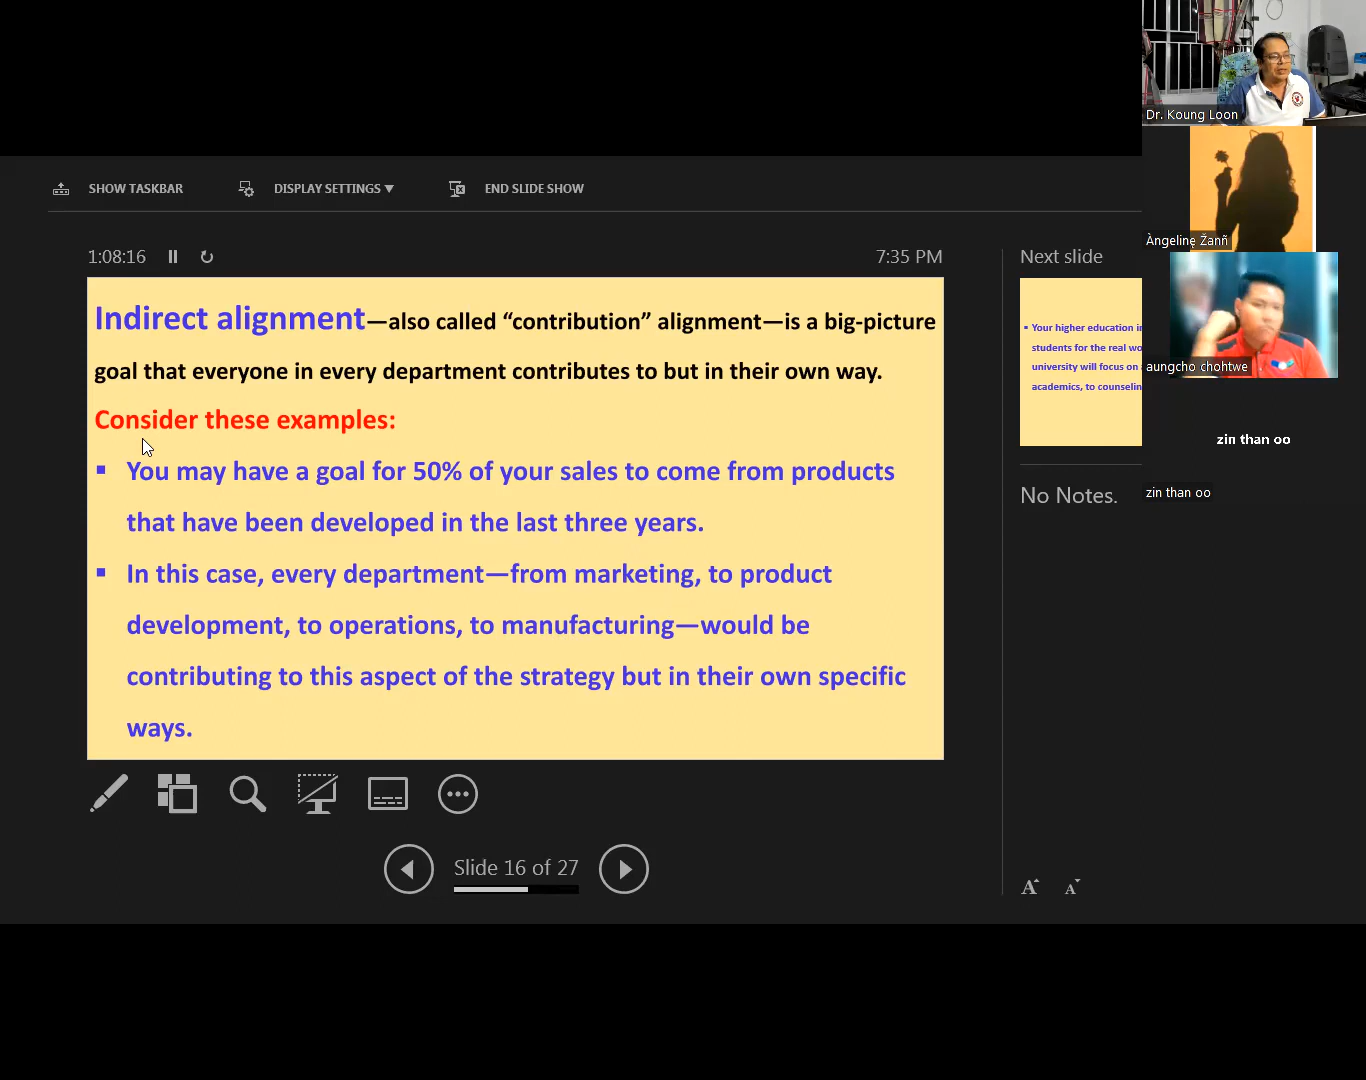 Dr. Koung Loon
SHOW TASKBAR
DISPLAY SETTINGS ▼
END SLIDE SHOW
Àngelinę Žanñ
1:08:16
7:35 PM
Next slide
Indirect alignment—also called “contribution” alignment—is a big-picture
goal that everyone in every department contributes to but in their own way.
Consider these examples:
▪ You may have a goal for 50% of your sales to come from products
that have been developed in the last three years.
▪ In this case, every department—from marketing, to product
development, to operations, to manufacturing—would be
contributing to this aspect of the strategy but in their own specific
ways.
▪ Your higher education in
students for the real wo
university will focus on
academics, to counselin
aungcho chohtwe
zin than oo
zin than oo
No Notes.
Slide 16 of 27
A A